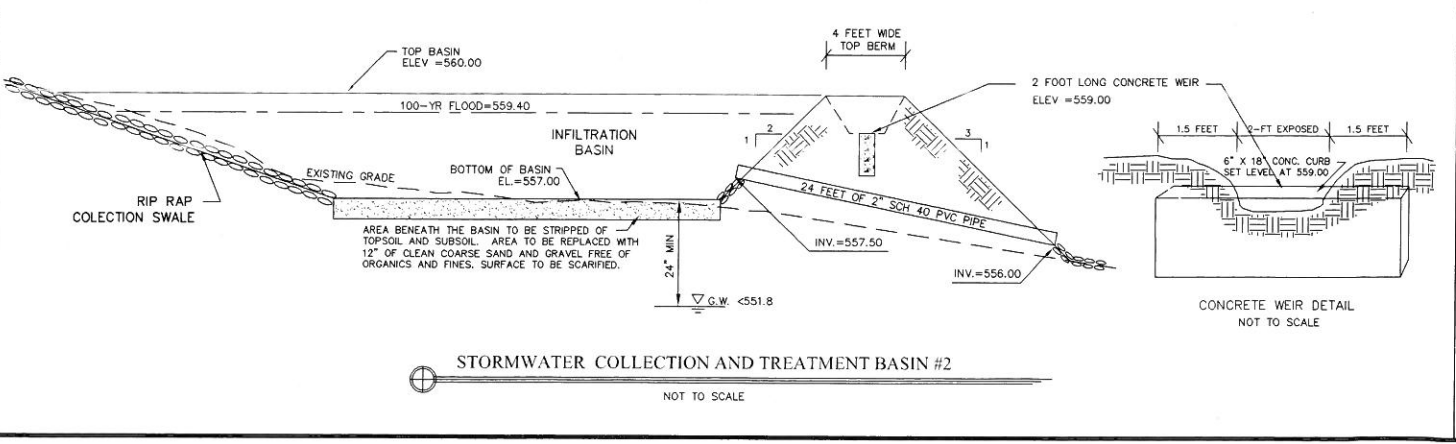 4 FEET WIDE
TOP BERM
TOP BASIN
ELEV =560.00
2 FOOT LONG CONCRETE WEIR
ELEV =559.00
100-YR FLOOD=559.40
INFILTRATION
BASIN
1 2
3 1
1.5 FEET 2-FT EXPOSED 1.5 FEET
6" X 18" CONC. CURB
SET LEVEL AT 559.00
EXISTING GRADE
BOTTOM OF BASIN
EL.=557.00
RIP RAP
COLECTION SWALE
24 FEET OF 2" SCH 40 PVC PIPE
AREA BENEATH THE BASIN TO BE STRIPPED OF
TOPSOIL AND SUBSOIL. AREA TO BE REPLACED WITH
12" OF CLEAN COARSE SAND AND GRAVEL FREE OF
ORGANICS AND FINES. SURFACE TO BE SCARIFIED.
24" MIN
INV.=557.50
INV.=556.00
G.W. <551.8
CONCRETE WEIR DETAIL
NOT TO SCALE
STORMWATER COLLECTION AND TREATMENT BASIN #2
NOT TO SCALE